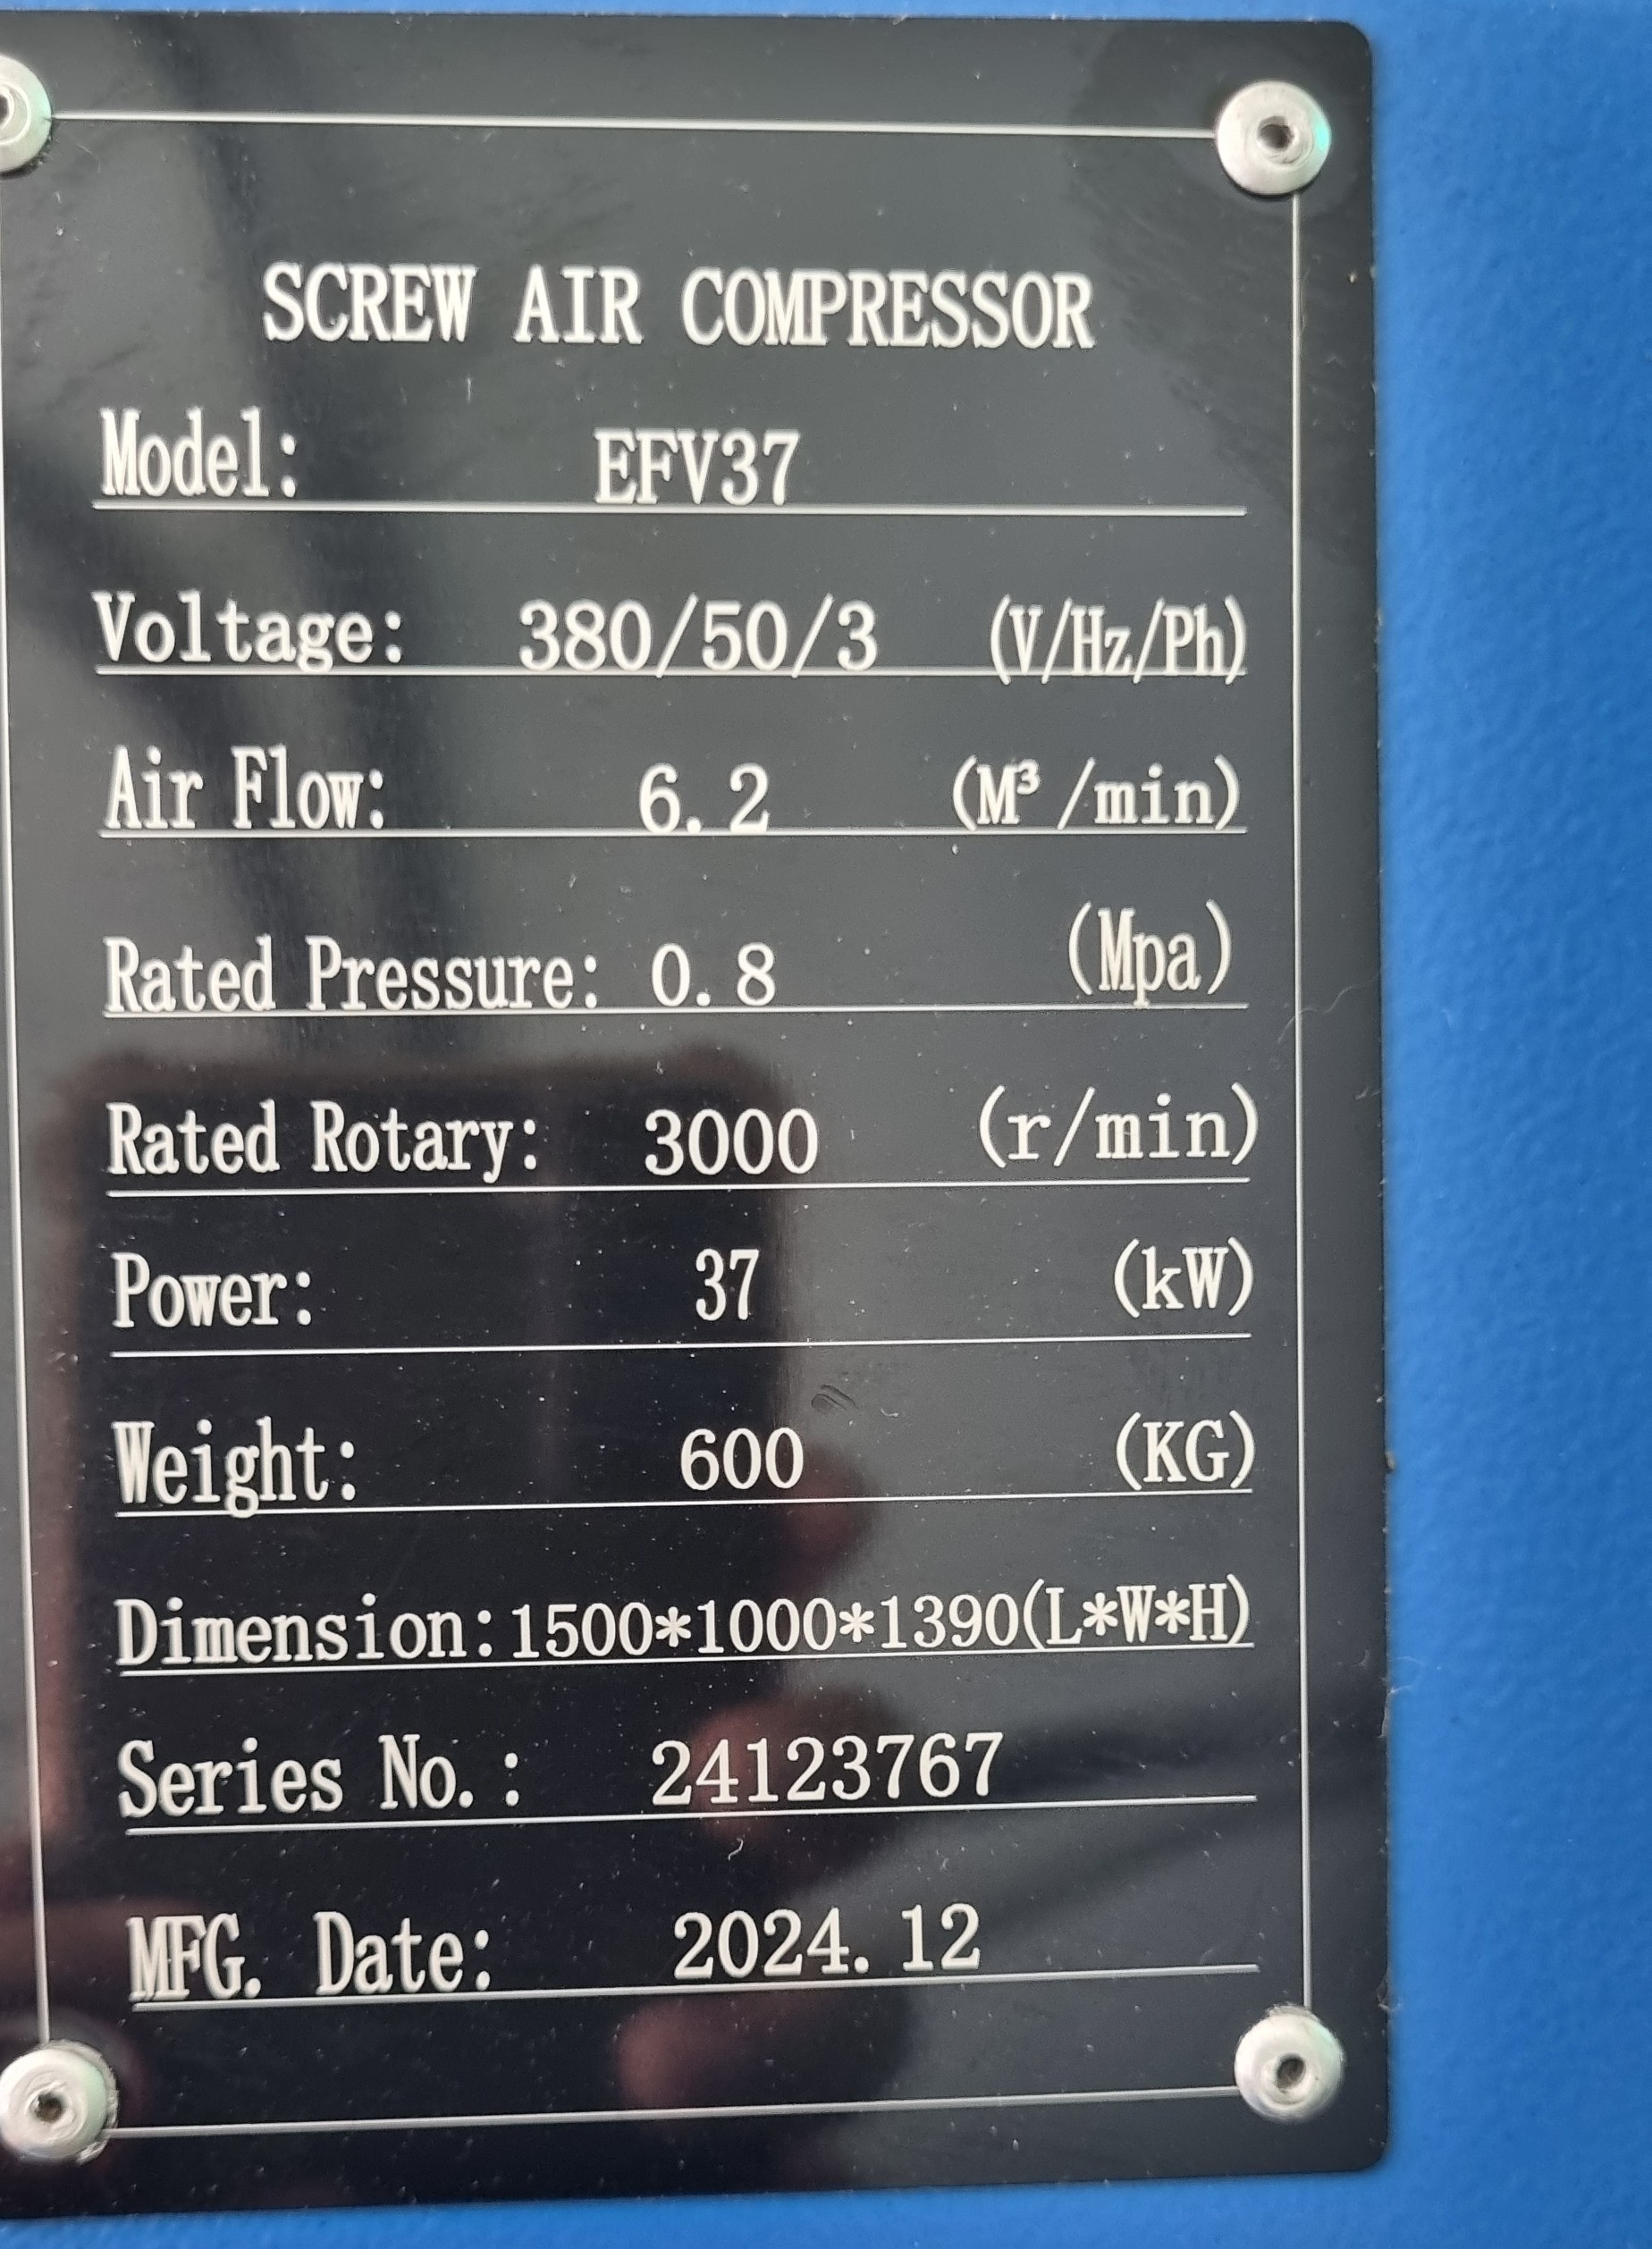 SCREW AIR COMPRESSOR
Model: EFV37
Voltage: 380/50/3 (V/Hz/Ph)
Air Flow: 6.2 (M³/min)
Rated Pressure: 0.8 (Mpa)
Rated Rotary: 3000 (r/min)
Power: 37 (kW)
Weight: 600 (KG)
Dimension:1500*1000*1390(L*W*H)
Series No.: 24123767
MFG. Date: 2024.12